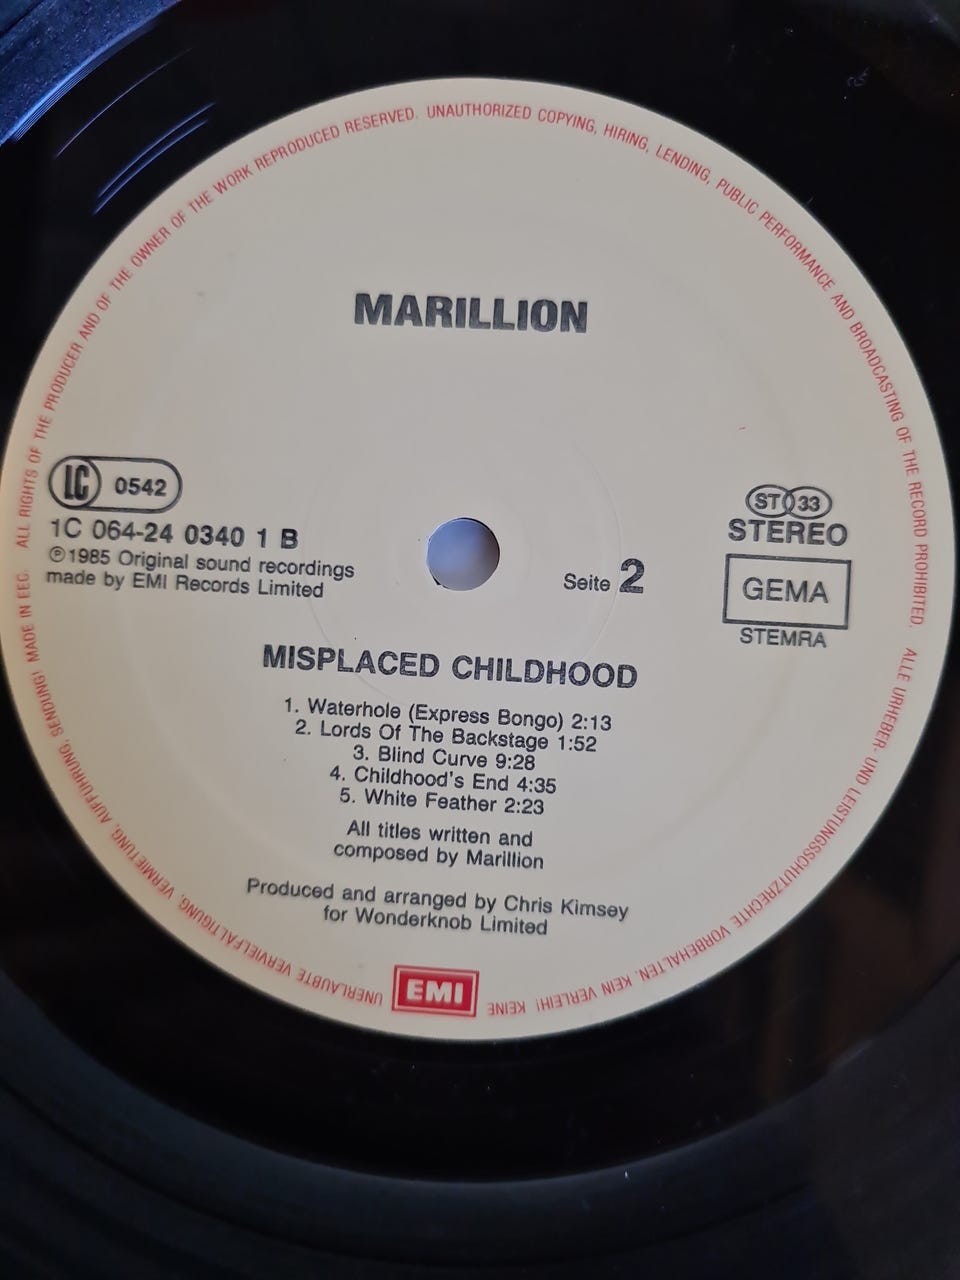 ALL RIGHTS OF THE PRODUCER AND OF THE OWNER OF THE WORK REPRODUCED RESERVED. UNAUTHORIZED COPYING, HIRING, LENDING, PUBLIC PERFORMANCE AND BROADCASTING OF THE RECORD PROHIBITED.
ALLE URHEBER- UND LEISTUNGSSCHUTZRECHTE VORBEHALTEN. KEIN VERLEIH! KEINE UNERLAUBTE VERVIELFÄLTIGUNG, VERMIETUNG, AUFFÜHRUNG, SENDUNG! MADE IN EEC.
MARILLION
LC 0542
1C 064-24 0340 1 B
℗1985 Original sound recordings
made by EMI Records Limited
Seite 2
ST 33
STEREO
GEMA
STEMRA
MISPLACED CHILDHOOD
1. Waterhole (Express Bongo) 2:13
2. Lords Of The Backstage 1:52
3. Blind Curve 9:28
4. Childhood's End 4:35
5. White Feather 2:23
All titles written and
composed by Marillion
Produced and arranged by Chris Kimsey
for Wonderknob Limited
EMI